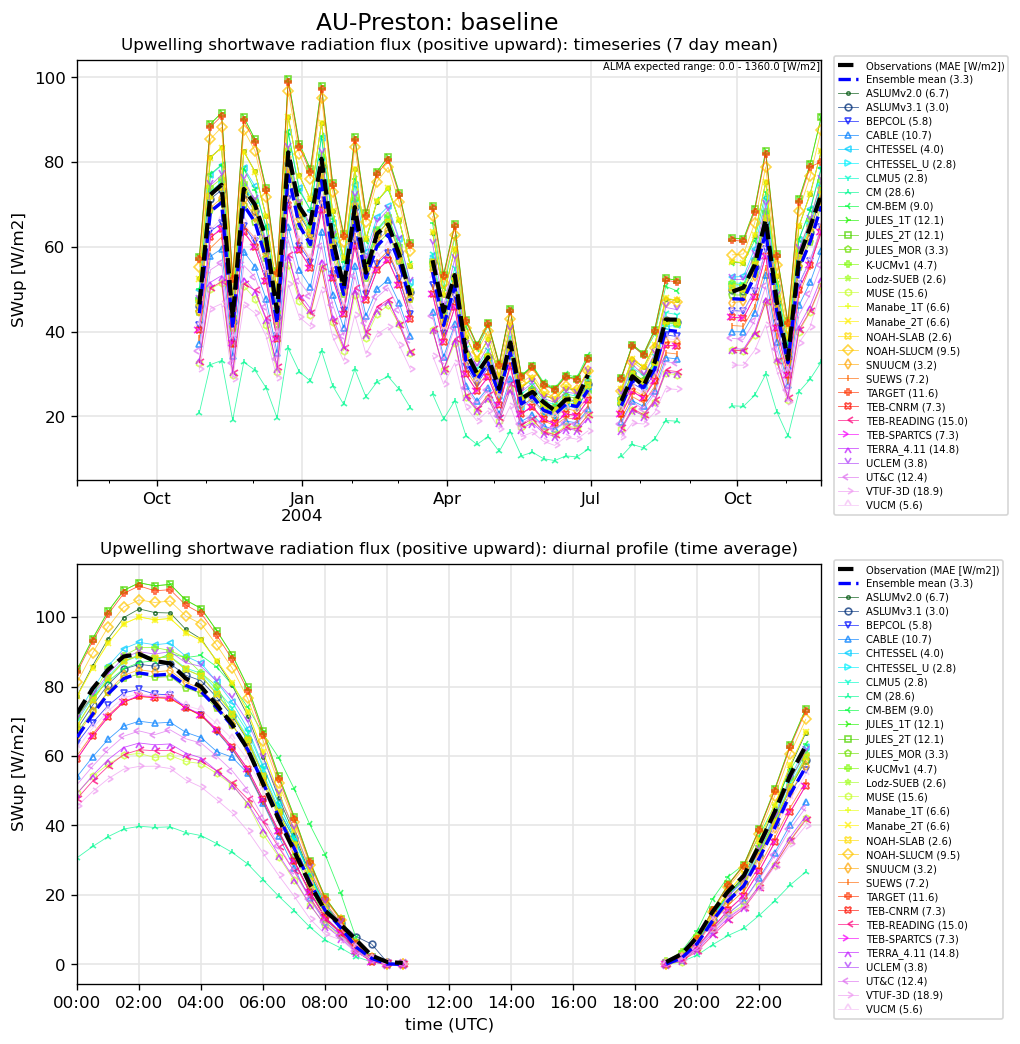 AU-Preston: baseline
Upwelling shortwave radiation flux (positive upward): timeseries (7 day mean)
ALMA expected range: 0.0 - 1360.0 [W/m2]
SWup [W/m2]
100
80
60
40
20
Oct
Jan
2004
Apr
Jul
Oct
Observations (MAE [W/m2])
Ensemble mean (3.3)
ASLUMv2.0 (6.7)
ASLUMv3.1 (3.0)
BEPCOL (5.8)
CABLE (10.7)
CHTESSEL (4.0)
CHTESSEL_U (2.8)
CLMU5 (2.8)
CM (28.6)
CM-BEM (9.0)
JULES_1T (12.1)
JULES_2T (12.1)
JULES_MOR (3.3)
K-UCMv1 (4.7)
Lodz-SUEB (2.6)
MUSE (15.6)
Manabe_1T (6.6)
Manabe_2T (6.6)
NOAH-SLAB (2.6)
NOAH-SLUCM (9.5)
SNUUCM (3.2)
SUEWS (7.2)
TARGET (11.6)
TEB-CNRM (7.3)
TEB-READING (15.0)
TEB-SPARTCS (7.3)
TERRA_4.11 (14.8)
UCLEM (3.8)
UT&C (12.4)
VTUF-3D (18.9)
VUCM (5.6)
Upwelling shortwave radiation flux (positive upward): diurnal profile (time average)
SWup [W/m2]
100
80
60
40
20
0
00:00
02:00
04:00
06:00
08:00
10:00
12:00
14:00
16:00
18:00
20:00
22:00
time (UTC)
Observation (MAE [W/m2])
Ensemble mean (3.3)
ASLUMv2.0 (6.7)
ASLUMv3.1 (3.0)
BEPCOL (5.8)
CABLE (10.7)
CHTESSEL (4.0)
CHTESSEL_U (2.8)
CLMU5 (2.8)
CM (28.6)
CM-BEM (9.0)
JULES_1T (12.1)
JULES_2T (12.1)
JULES_MOR (3.3)
K-UCMv1 (4.7)
Lodz-SUEB (2.6)
MUSE (15.6)
Manabe_1T (6.6)
Manabe_2T (6.6)
NOAH-SLAB (2.6)
NOAH-SLUCM (9.5)
SNUUCM (3.2)
SUEWS (7.2)
TARGET (11.6)
TEB-CNRM (7.3)
TEB-READING (15.0)
TEB-SPARTCS (7.3)
TERRA_4.11 (14.8)
UCLEM (3.8)
UT&C (12.4)
VTUF-3D (18.9)
VUCM (5.6)